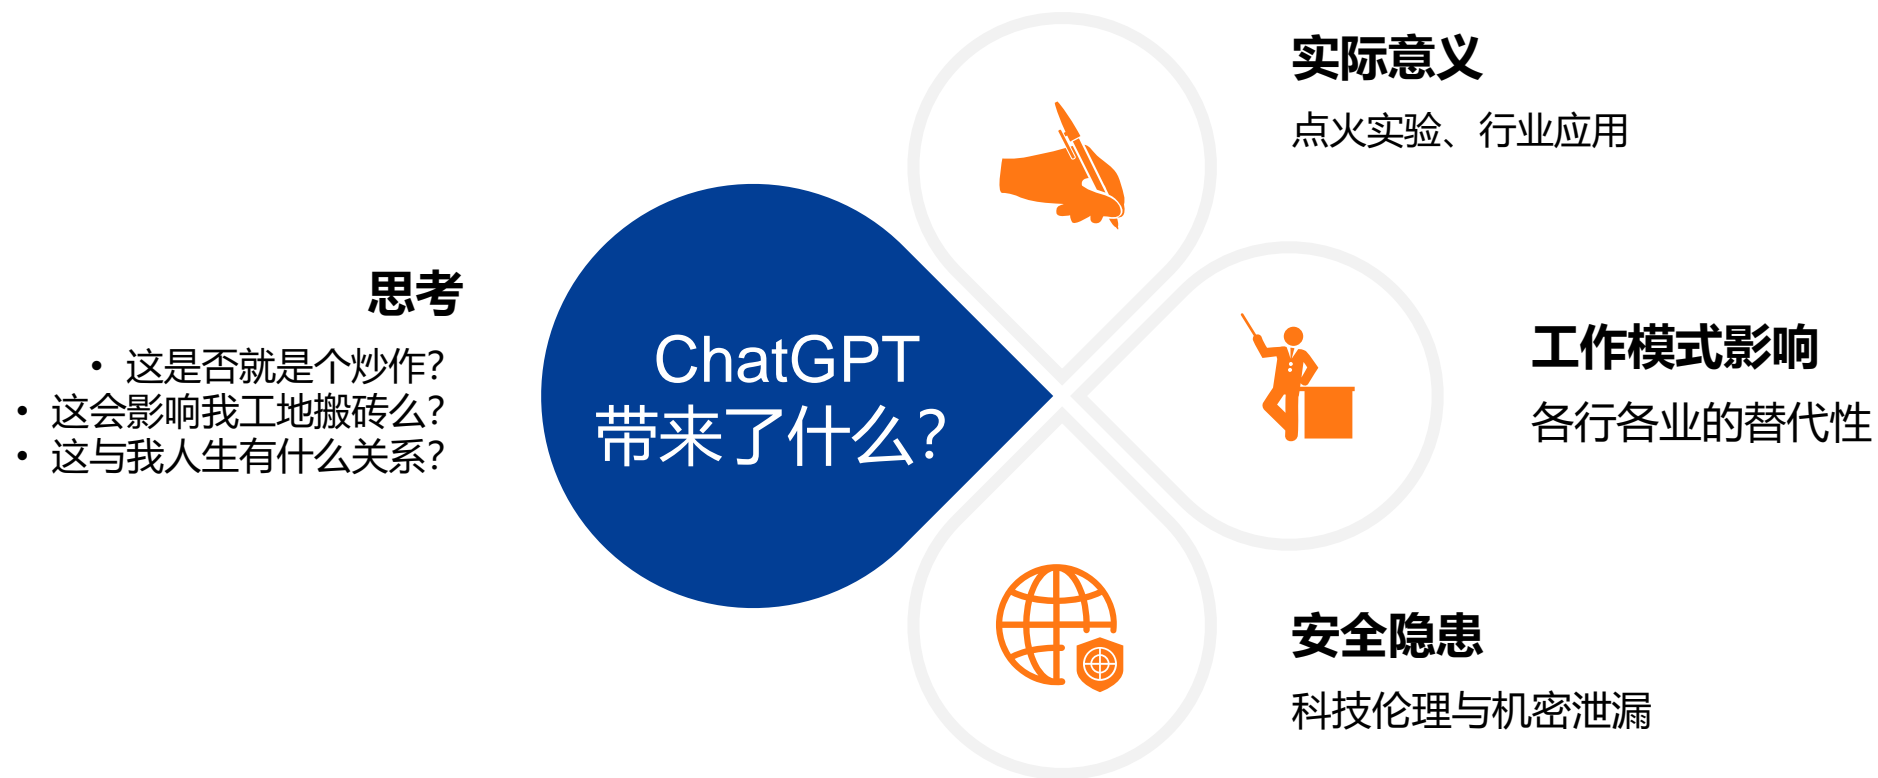 思考
• 这是否就是个炒作?
• 这会影响我工地搬砖么?
• 这与我人生有什么关系?
ChatGPT
带来了什么?
实际意义
点火实验、行业应用
工作模式影响
各行各业的替代性
安全隐患
科技伦理与机密泄漏